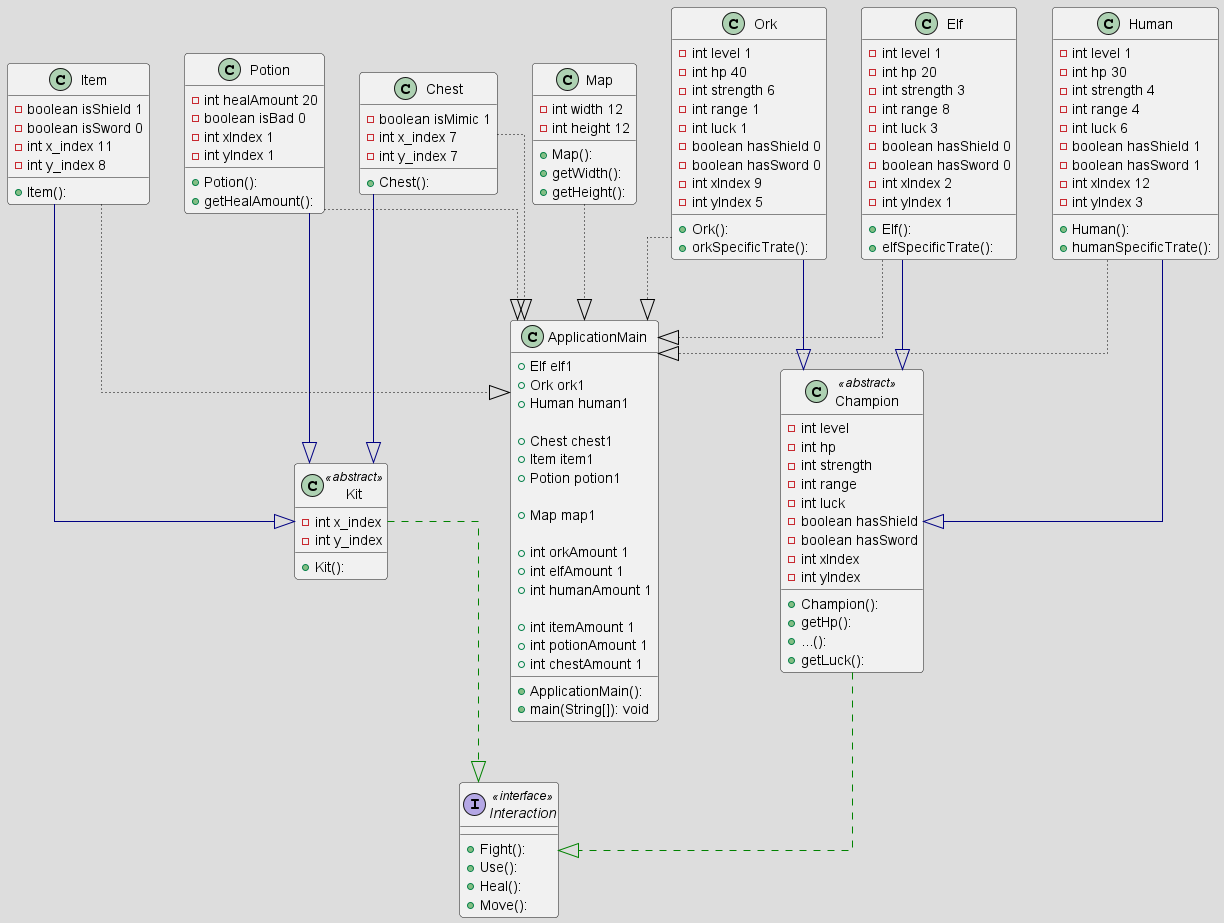 C Item
boolean isShield 1
boolean isSword 0
int x_index 11
int y_index 8
Item():
C Potion
int healAmount 20
boolean isBad 0
int xIndex 1
int yIndex 1
Potion():
getHealAmount():
C Chest
boolean isMimic 1
int x_index 7
int y_index 7
Chest():
C Map
int width 12
int height 12
Map():
getWidth():
getHeight():
C Ork
int level 1
int hp 40
int strength 6
int range 1
int luck 1
boolean hasShield 0
boolean hasSword 0
int xIndex 9
int yIndex 5
Ork():
orkSpecificTrate():
C Elf
int level 1
int hp 20
int strength 3
int range 8
int luck 3
boolean hasShield 0
boolean hasSword 0
int xIndex 2
int yIndex 1
Elf():
elfSpecificTrate():
C Human
int level 1
int hp 30
int strength 4
int range 4
int luck 6
boolean hasShield 1
boolean hasSword 1
int xIndex 12
int yIndex 3
Human():
humanSpecificTrate():
C ApplicationMain
Elf elf1
Ork ork1
Human human1
Chest chest1
Item item1
Potion potion1
Map map1
int orkAmount 1
int elfAmount 1
int humanAmount 1
int itemAmount 1
int potionAmount 1
int chestAmount 1
ApplicationMain():
main(String[]): void
«abstract»
C Champion
int level
int hp
int strength
int range
int luck
boolean hasShield
boolean hasSword
int xIndex
int yIndex
Champion():
getHp():
...():
getLuck():
«abstract»
C Kit
int x_index
int y_index
Kit():
«interface»
I Interaction
Fight():
Use():
Heal():
Move():